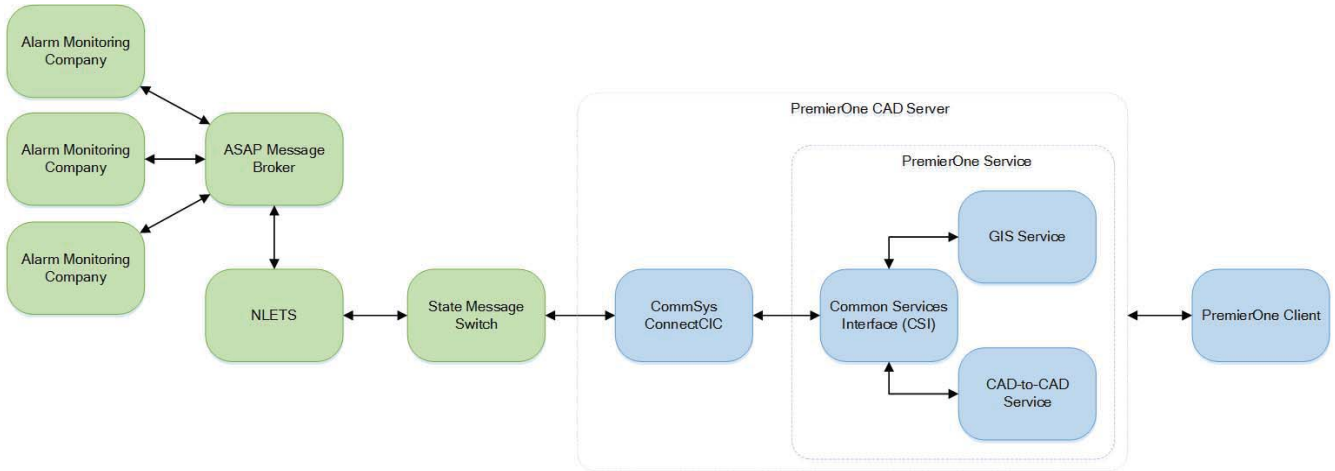 Alarm Monitoring
Company
Alarm Monitoring
Company
Alarm Monitoring
Company
ASAP Message
Broker
NLETS
State Message
Switch
PremierOne CAD Server
CommSys
ConnectCIC
PremierOne Service
Common Services
Interface (CSI)
GIS Service
CAD-to-CAD
Service
PremierOne Client